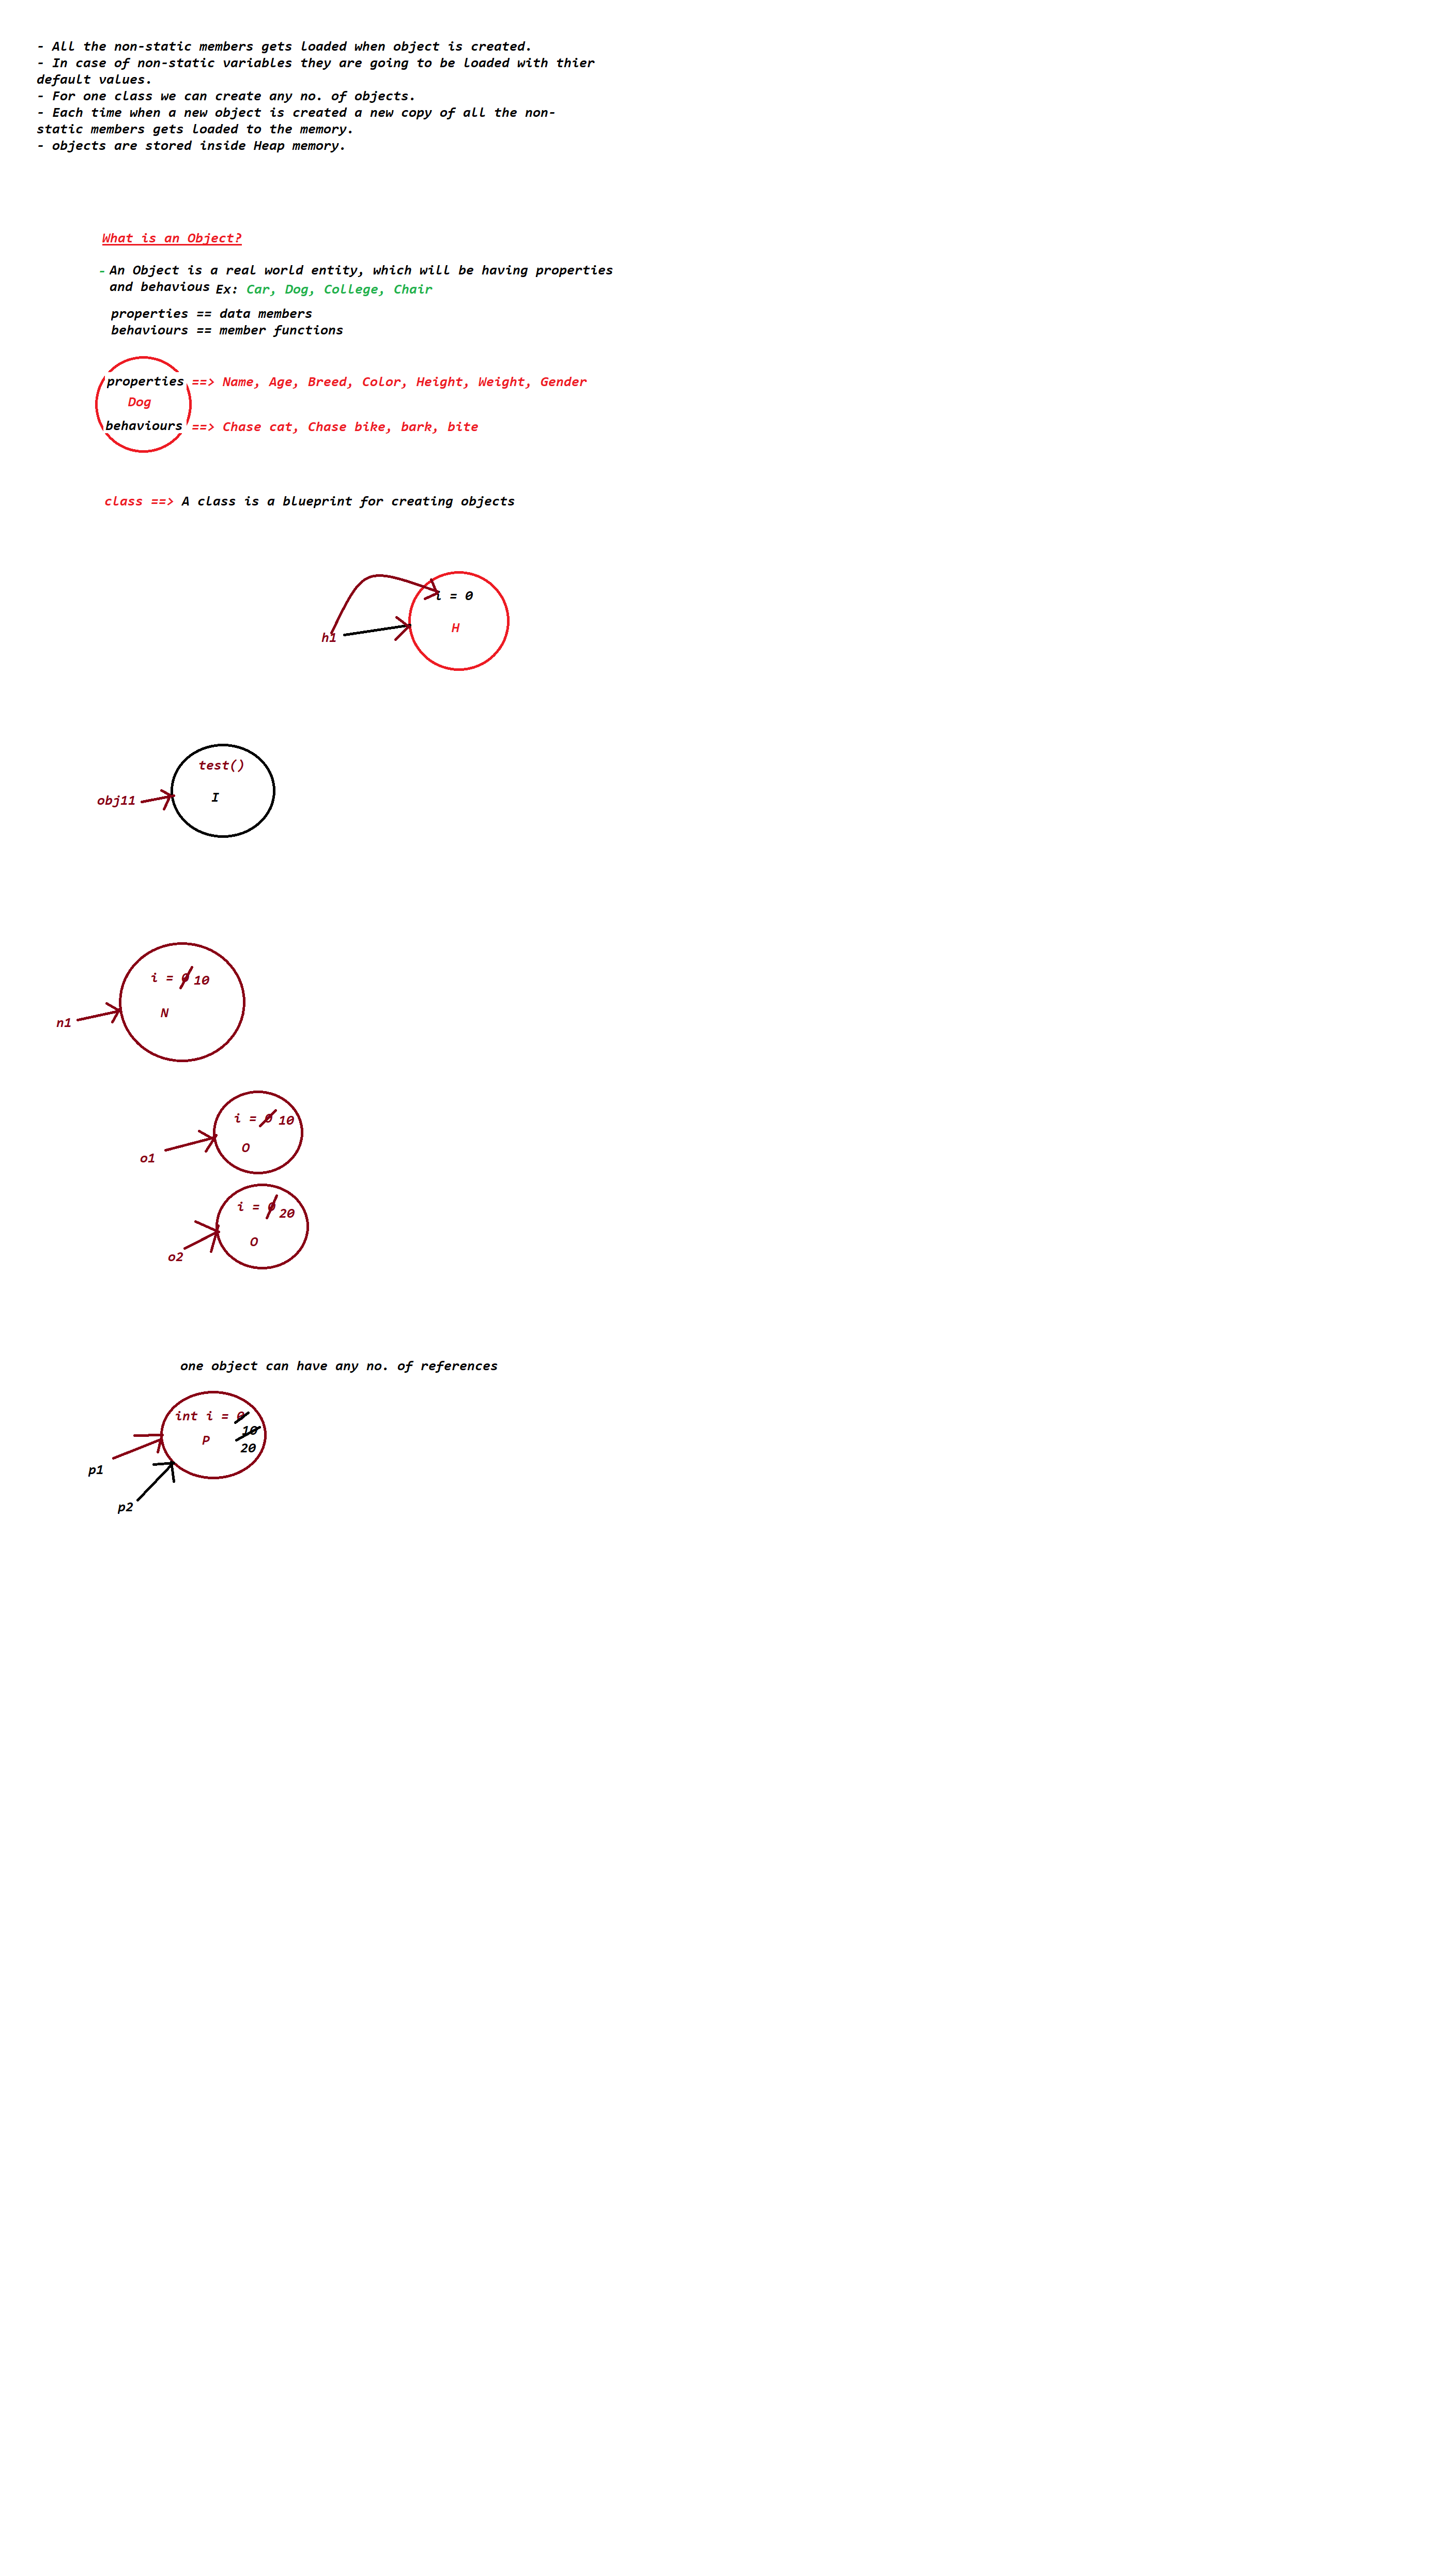 - All the non-static members gets loaded when object is created.
- In case of non-static variables they are going to be loaded with thier
default values.
- For one class we can create any no. of objects.
- Each time when a new object is created a new copy of all the non-
static members gets loaded to the memory.
- objects are stored inside Heap memory.
What is an Object?
- An Object is a real world entity, which will be having properties
and behavious Ex: Car, Dog, College, Chair
properties == data members
behaviours == member functions
properties ==> Name, Age, Breed, Color, Height, Weight, Gender
Dog
behaviours ==> Chase cat, Chase bike, bark, bite
class ==> A class is a blueprint for creating objects
i = 0
H
h1
test()
I
obj11
i = 0 10
N
n1
i = 0 10
O
o1
i = 0 20
O
o2
one object can have any no. of references
int i = 0
10
P
20
p1
p2